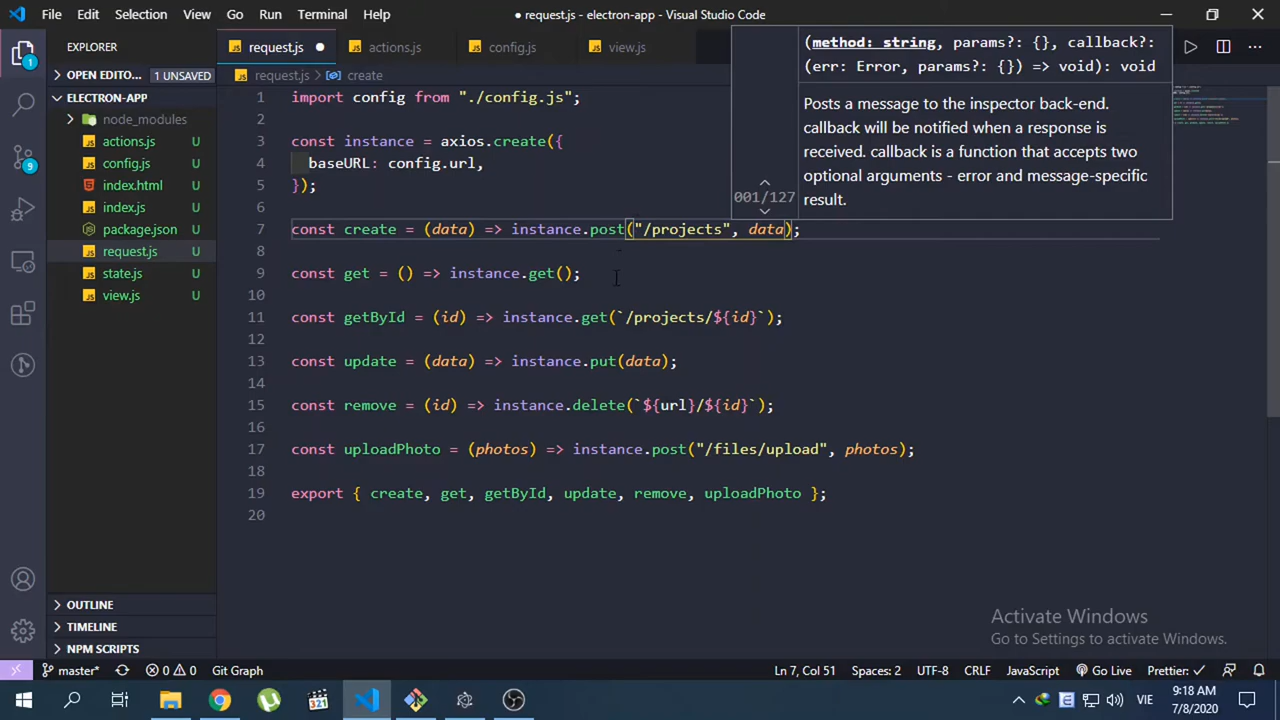 File Edit Selection View Go Run Terminal Help
● request.js - electron-app - Visual Studio Code
EXPLORER
OPEN EDITO... 1 UNSAVED
ELECTRON-APP
node_modules
actions.js U
config.js U
index.html U
index.js U
package.json U
request.js U
state.js U
view.js U
OUTLINE
TIMELINE
NPM SCRIPTS
1
9
request.js ● actions.js config.js view.js
request.js > create
1 import config from "./config.js";
2
3 const instance = axios.create({
4 baseURL: config.url,
5 });
6
7 const create = (data) => instance.post("/projects", data);
8
9 const get = () => instance.get();
10
11 const getById = (id) => instance.get(`/projects/${id}`);
12
13 const update = (data) => instance.put(data);
14
15 const remove = (id) => instance.delete(`${url}/${id}`);
16
17 const uploadPhoto = (photos) => instance.post("/files/upload", photos);
18
19 export { create, get, getById, update, remove, uploadPhoto };
20
001/127
(method: string, params?: {}, callback?:
(err: Error, params?: {}) => void): void
Posts a message to the inspector back-end.
callback will be notified when a response is
received. callback is a function that accepts two
optional arguments - error and message-specific
result.
Activate Windows
Go to Settings to activate Windows.
master* 0 0 Git Graph Ln 7, Col 51 Spaces: 2 UTF-8 CRLF JavaScript Go Live Prettier: ✓
VIE
9:18 AM
7/8/2020